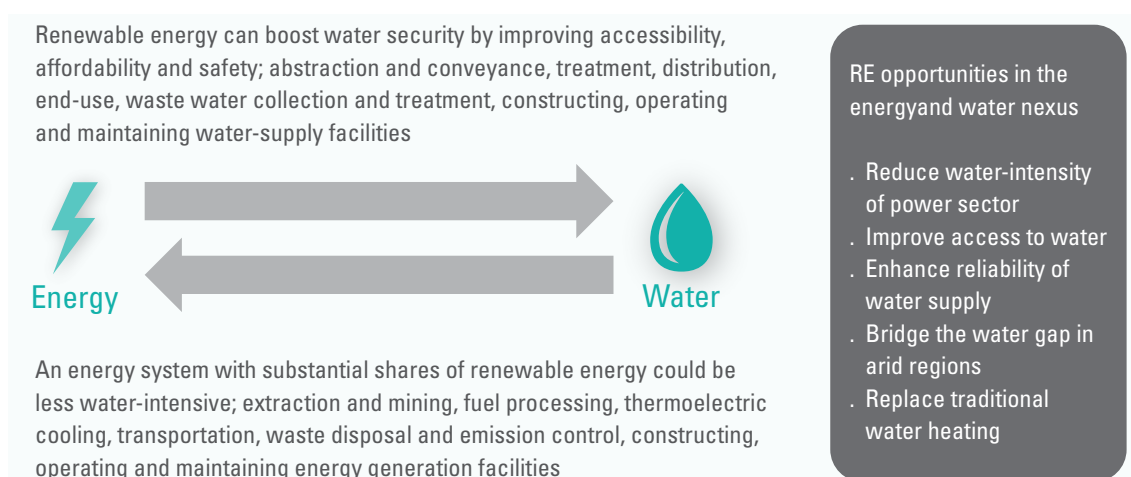 Renewable energy can boost water security by improving accessibility,
affordability and safety; abstraction and conveyance, treatment, distribution,
end-use, waste water collection and treatment, constructing, operating
and maintaining water-supply facilities
Energy
Water
An energy system with substantial shares of renewable energy could be
less water-intensive; extraction and mining, fuel processing, thermoelectric
cooling, transportation, waste disposal and emission control, constructing,
operating and maintaining energy generation facilities
RE opportunities in the
energyand water nexus
. Reduce water-intensity
of power sector
. Improve access to water
. Enhance reliability of
water supply
. Bridge the water gap in
arid regions
. Replace traditional
water heating